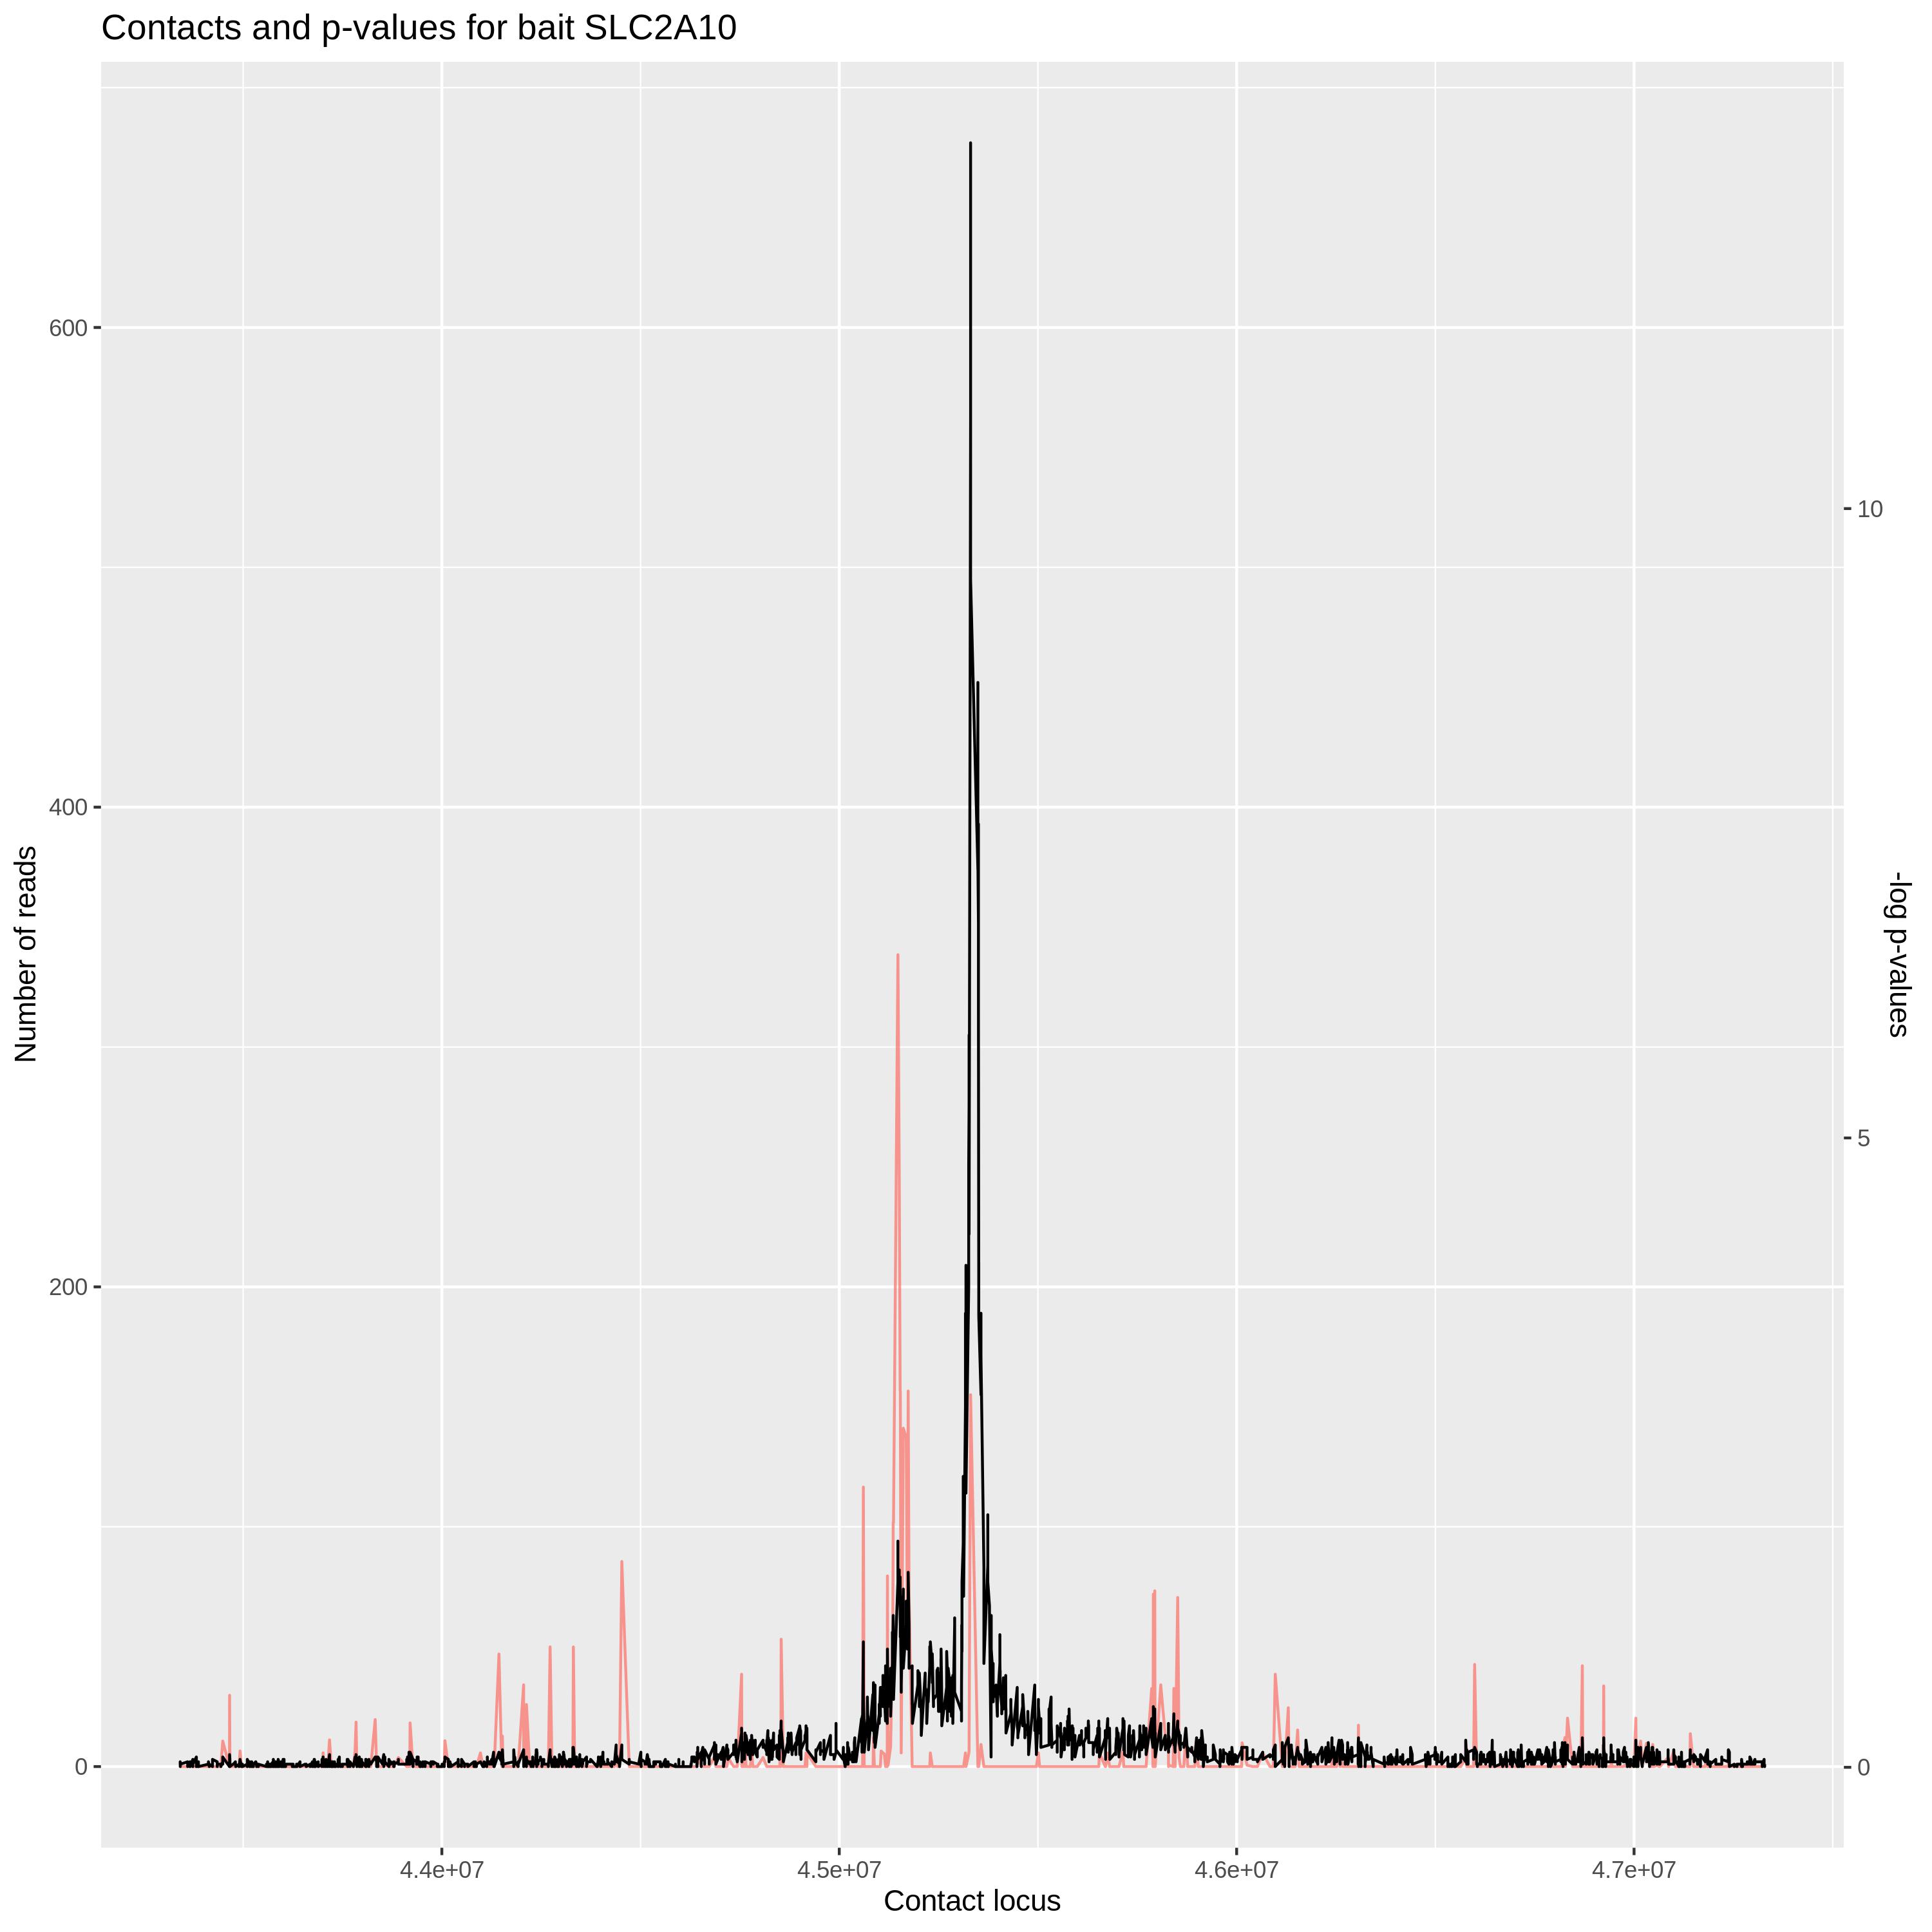 Contacts and p-values for bait SLC2A10
600
400
200
0
Number of reads
10
5
0
-log p-values
4.4e+07
4.5e+07
4.6e+07
4.7e+07
Contact locus